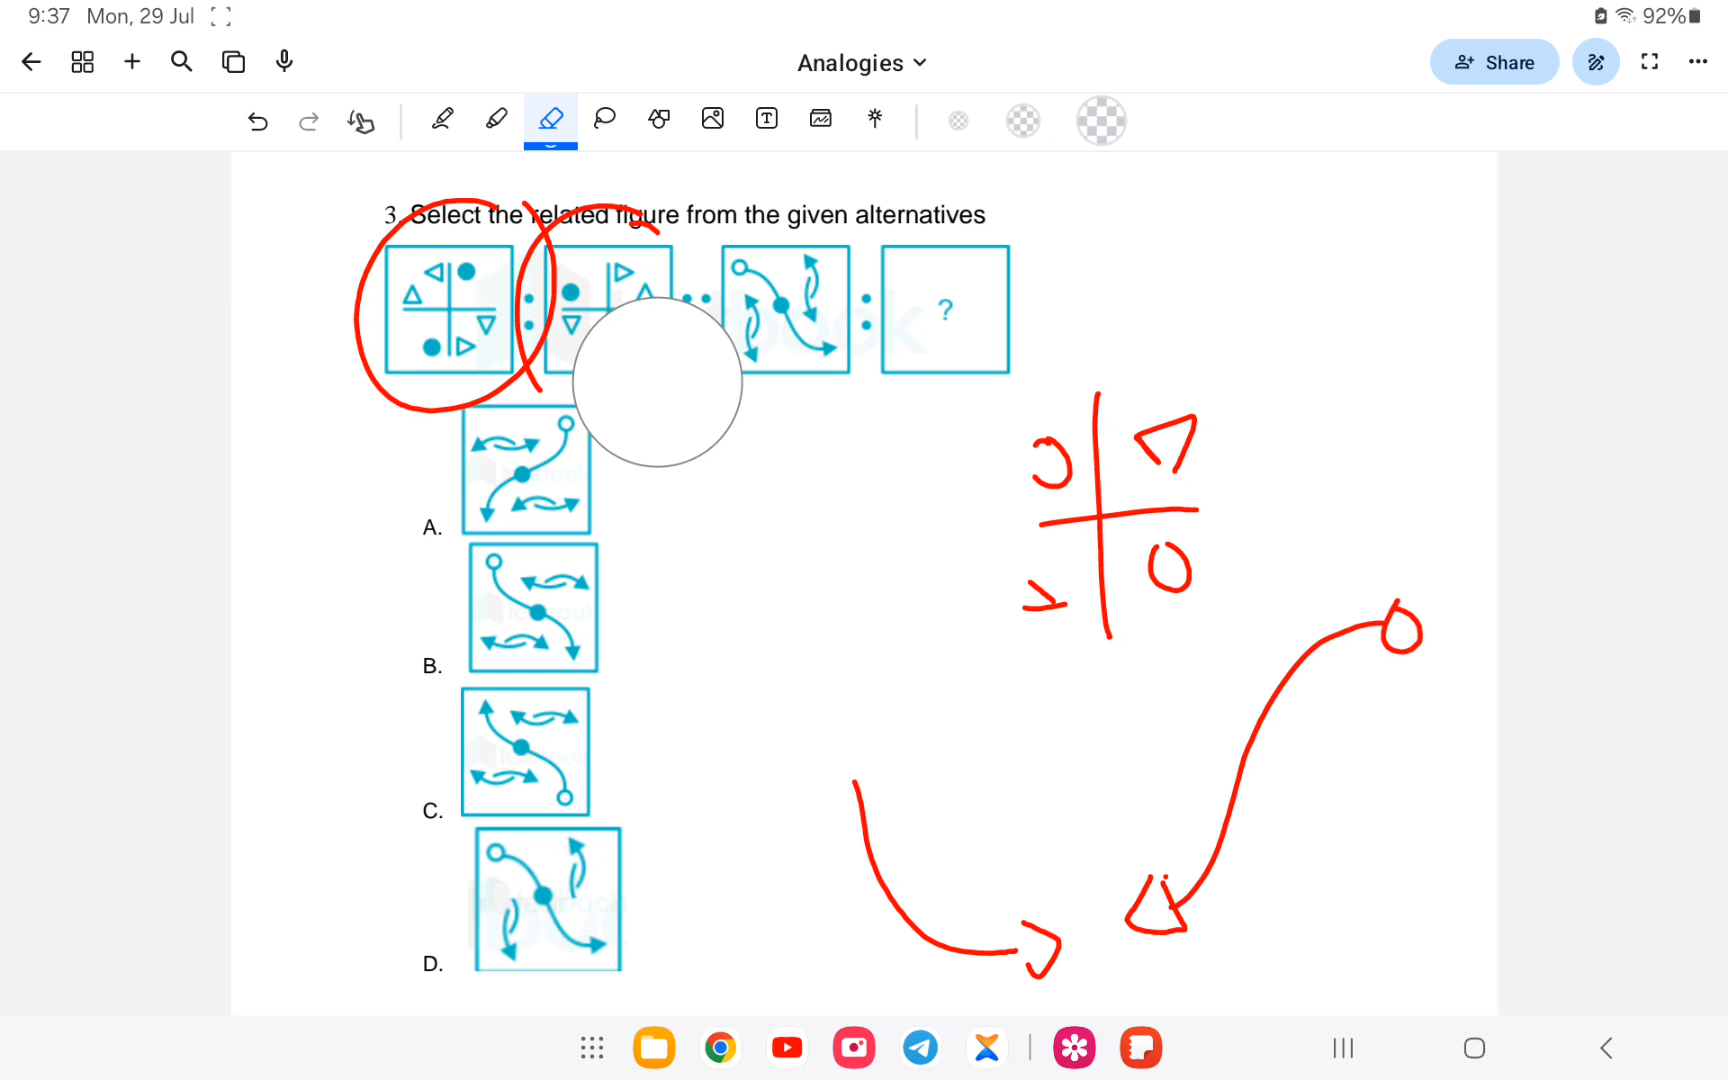 9:37 Mon, 29 Jul 92%
Analogies
Share
3. Select the related figure from the given alternatives
?
A.
B.
C.
D.